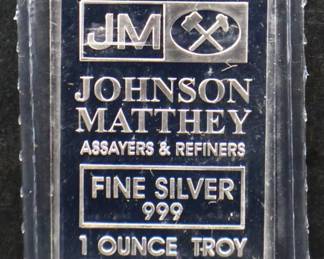 JM
JOHNSON
MATTHEY
ASSAYERS & REFINERS
FINE SILVER
999
1 OUNCE TROY